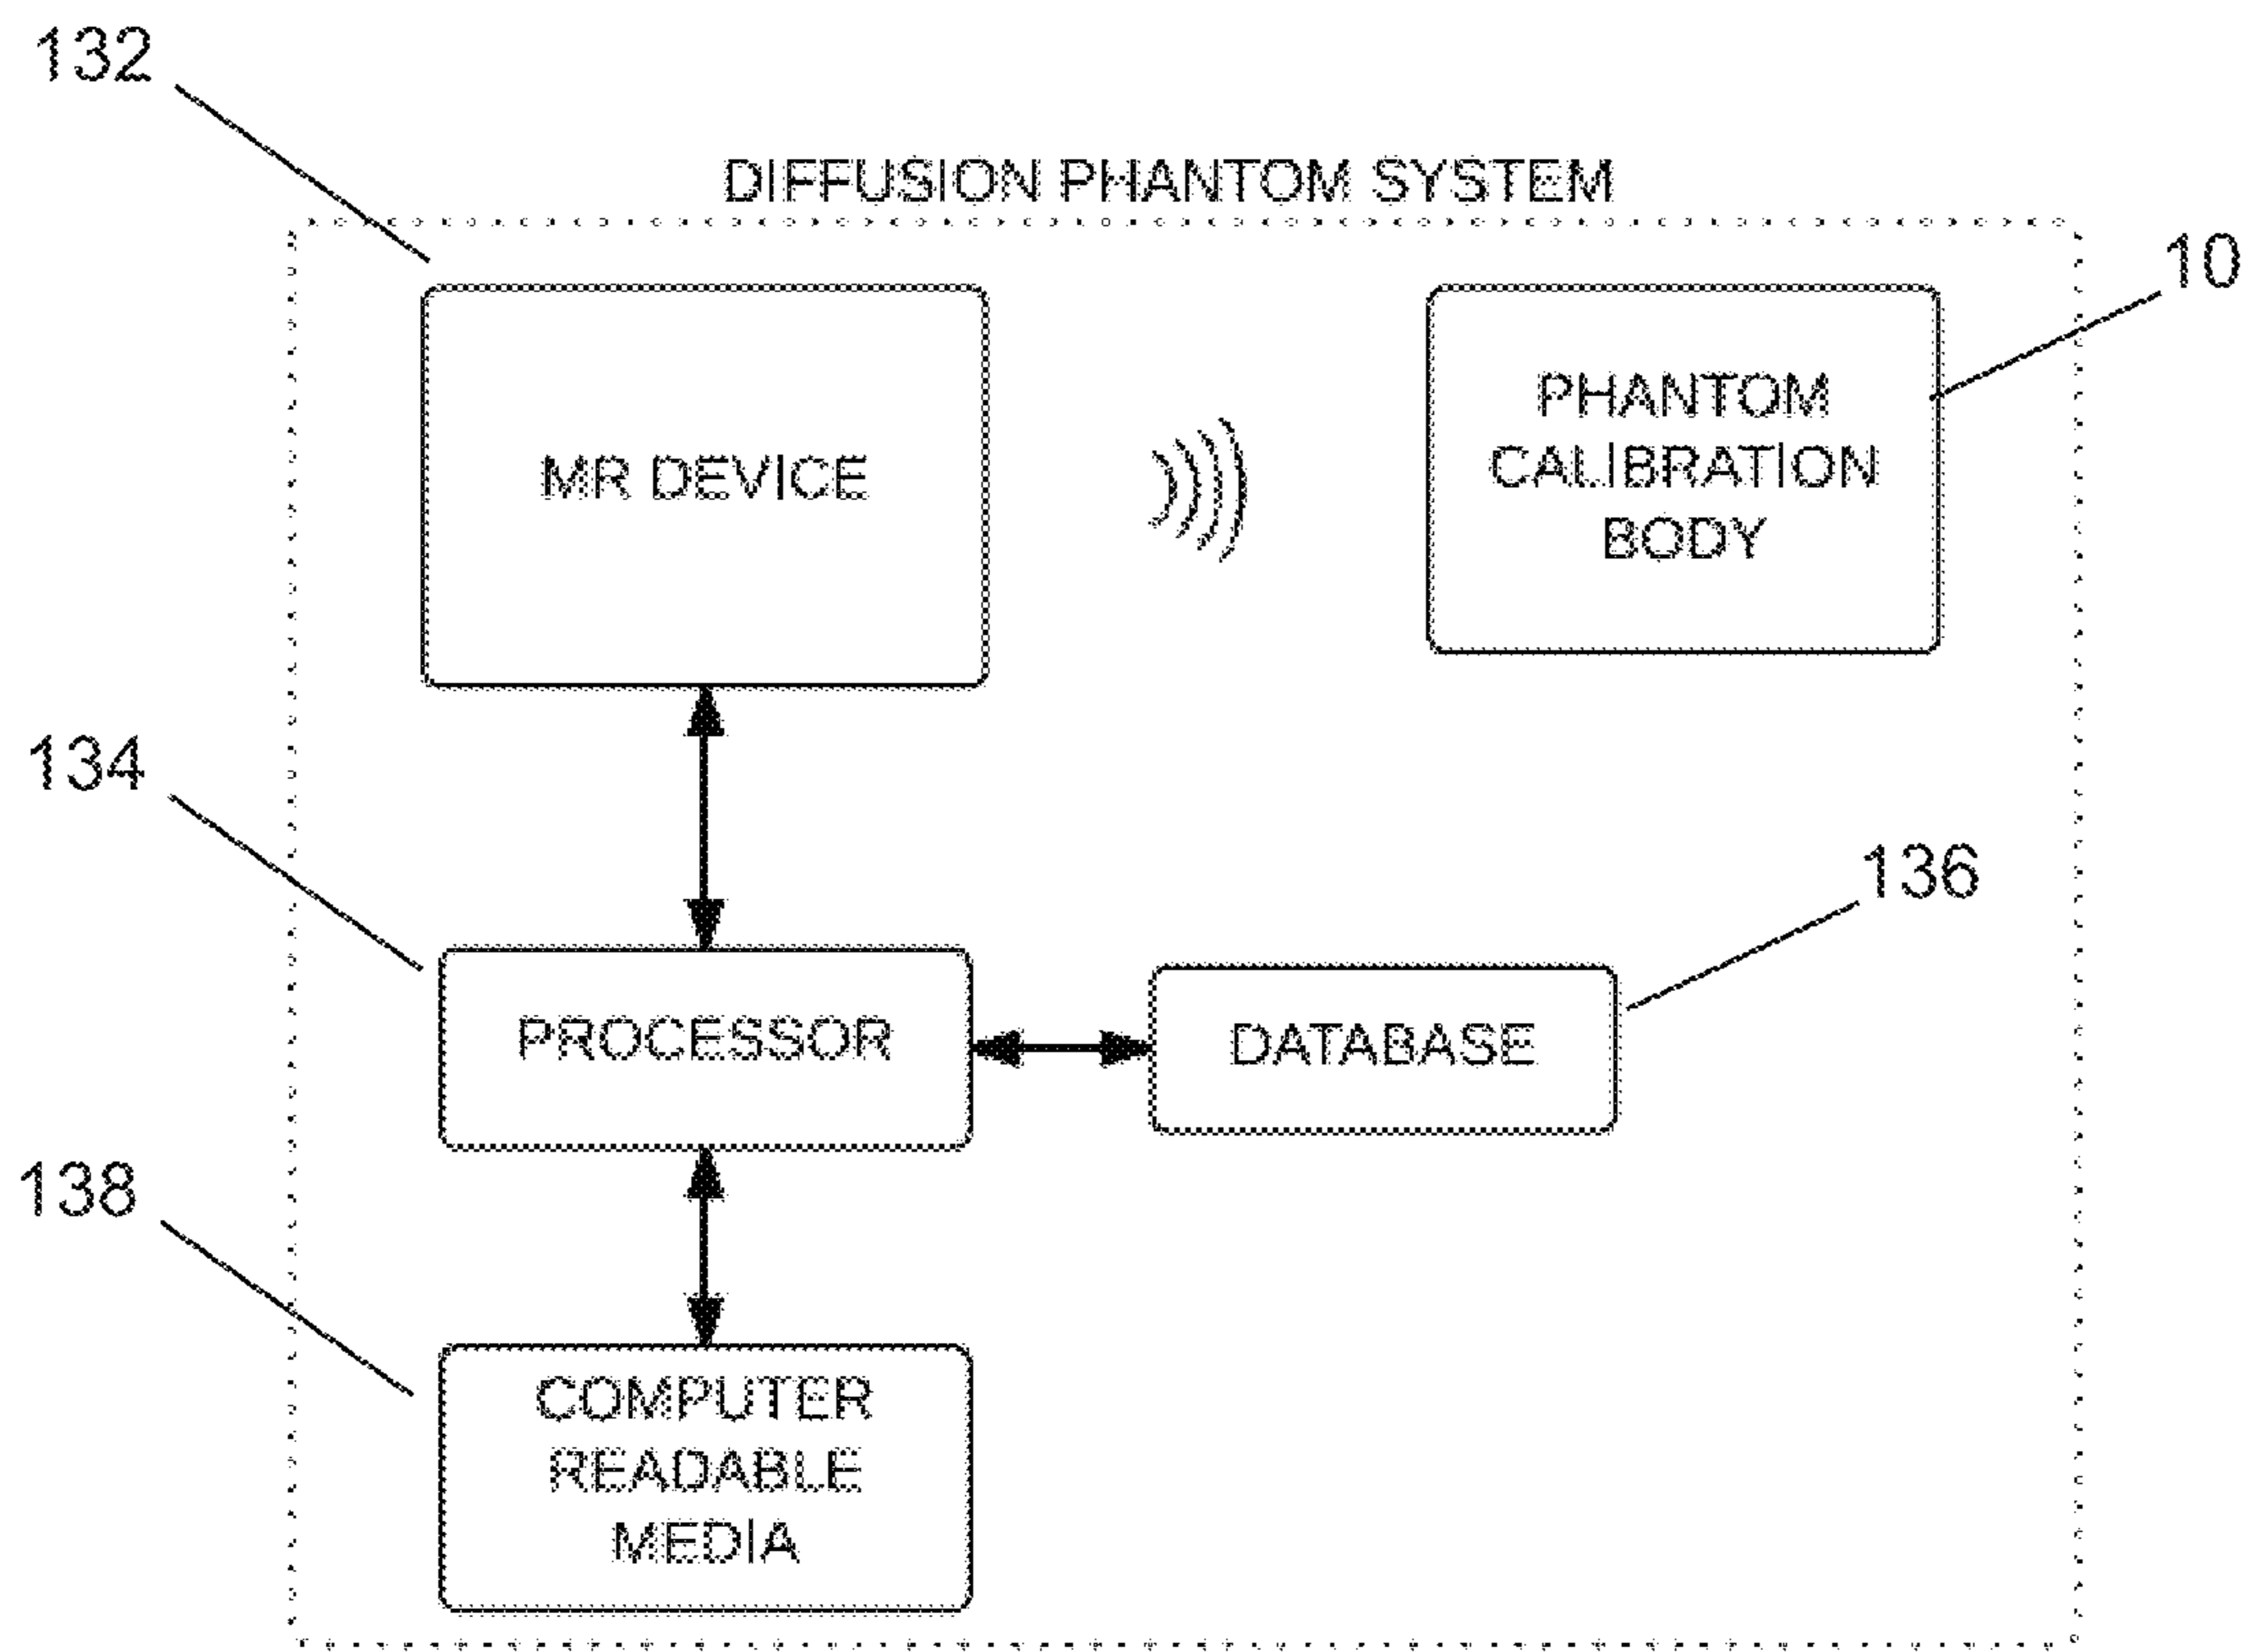 132
DIFFUSION PHANTOM SYSTEM
10
MR DEVICE
PHANTOM
CALIBRATION
BODY
134
136
PROCESSOR
DATABASE
138
COMPUTER
READABLE
MEDIA